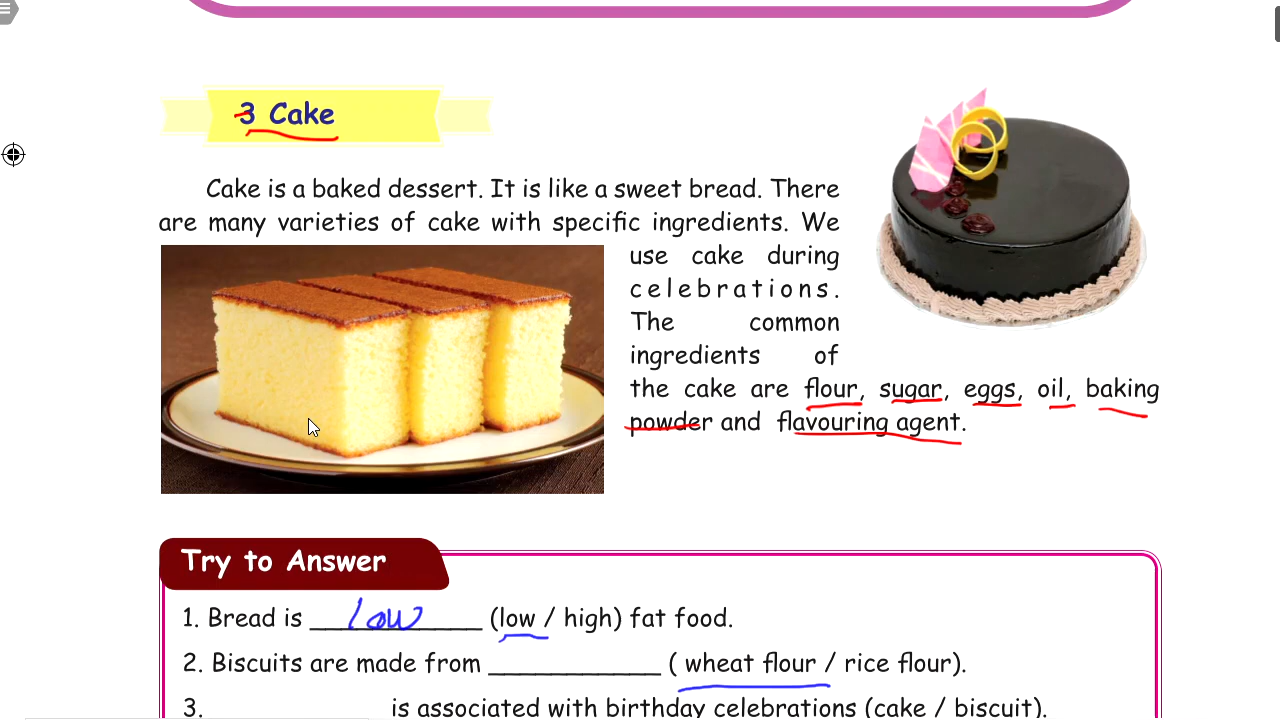 3 Cake
Cake is a baked dessert. It is like a sweet bread. There
are many varieties of cake with specific ingredients. We
use cake during
celebrations.
The common
ingredients of
the cake are flour, sugar, eggs, oil, baking
powder and flavouring agent.
Try to Answer
1. Bread is low (low / high) fat food.
2. Biscuits are made from ____________ ( wheat flour / rice flour).
3. ____________ is associated with birthday celebrations (cake / biscuit).